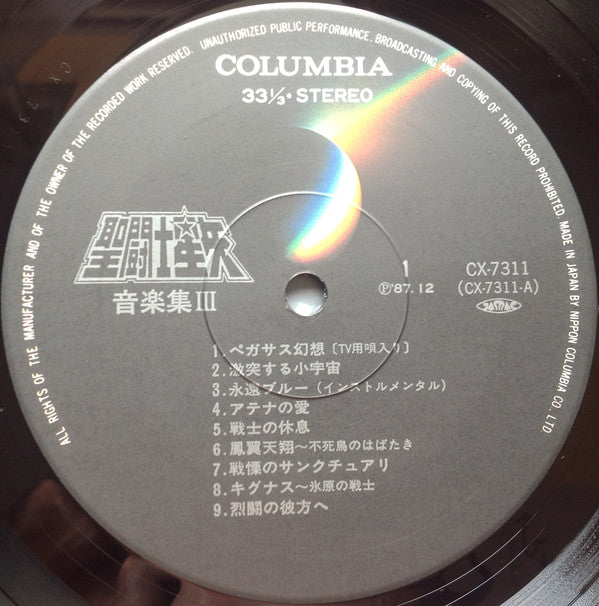 ALL RIGHTS OF THE MANUFACTURER AND OF THE OWNER OF THE RECORDED WORK RESERVED. UNAUTHORIZED PUBLIC PERFORMANCE, BROADCASTING AND COPYING OF THIS RECORD PROHIBITED. MADE IN JAPAN BY NIPPON COLUMBIA CO. LTD
COLUMBIA
33⅓・STEREO
聖闘士星矢
音楽集III
1
CX-7311
Ⓟ'87.12
(CX-7311-A)
JASRAC
1.ペガサス幻想〔TV用唄入り〕
2.激突する小宇宙
3.永遠ブルー(インストルメンタル)
4.アテナの愛
5.戦士の休息
6.鳳翼天翔〜不死鳥のはばたき
7.戦慄のサンクチュアリ
8.キグナス〜氷原の戦士
9.烈闘の彼方へ